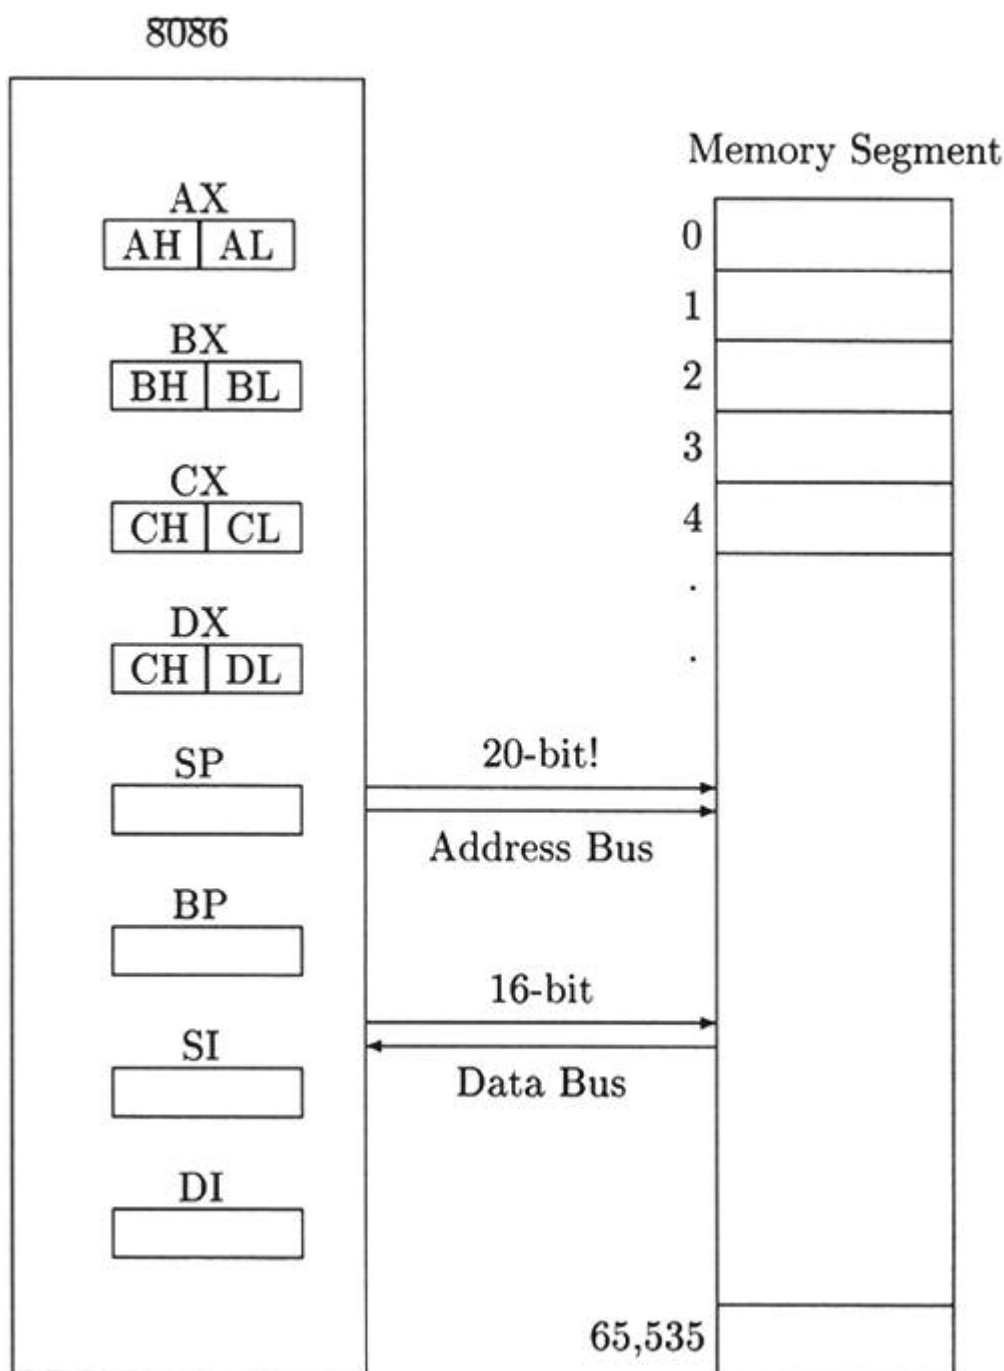 8086
AX
AH AL
BX
BH BL
CX
CH CL
DX
CH DL
SP
BP
SI
DI
20-bit!
Address Bus
16-bit
Data Bus
Memory Segment
0
1
2
3
4
.
.
65,535